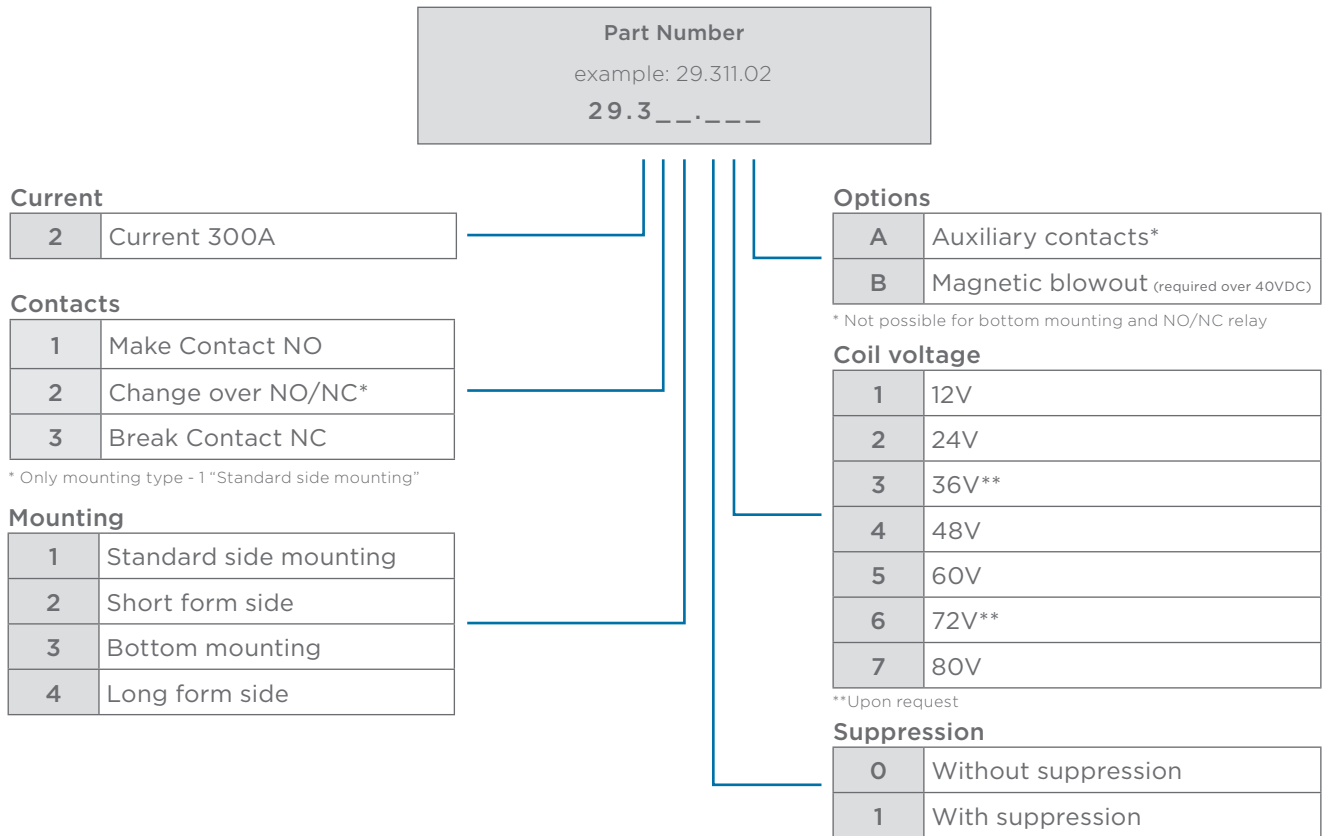 Part Number
example: 29.311.02
29.3__.___
Current
2 Current 300A
Contacts
1 Make Contact NO
2 Change over NO/NC*
3 Break Contact NC
* Only mounting type - 1 “Standard side mounting”
Mounting
1 Standard side mounting
2 Short form side
3 Bottom mounting
4 Long form side
Options
A Auxiliary contacts*
B Magnetic blowout (required over 40VDC)
* Not possible for bottom mounting and NO/NC relay
Coil voltage
1 12V
2 24V
3 36V**
4 48V
5 60V
6 72V**
7 80V
**Upon request
Suppression
0 Without suppression
1 With suppression